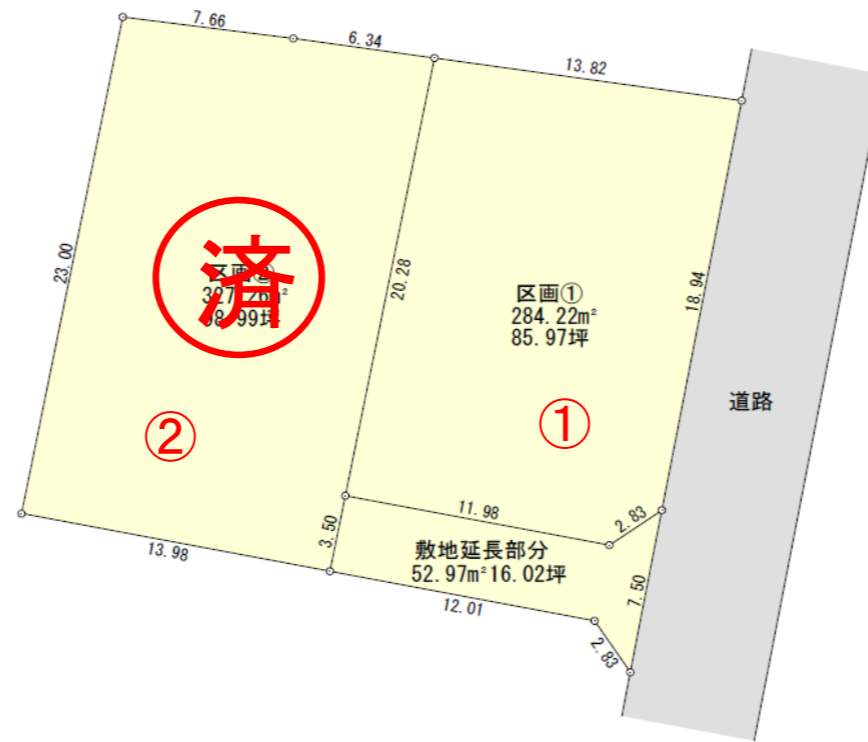 7.66
6.34
13.82
23.00
20.28
18.94
済
区画①
284.22m²
85.97坪
道路
②
①
11.98
2.83
3.50
敷地延長部分
52.97m²16.02坪
7.50
13.98
12.01
2.83